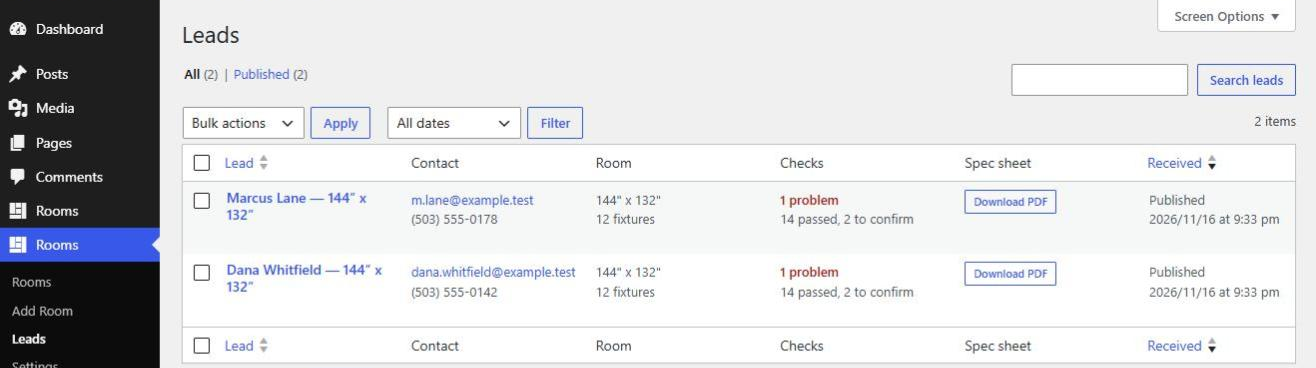 Dashboard
Posts
Media
Pages
Comments
Rooms
Rooms
Rooms
Add Room
Leads
Settings
Screen Options ▼
Leads
All (2) | Published (2)
Search leads
Bulk actions Apply All dates Filter
2 items
Lead Contact Room Checks Spec sheet Received
Marcus Lane — 144″ x 132″ m.lane@example.test 144" x 132" 1 problem Download PDF Published
(503) 555-0178 12 fixtures 14 passed, 2 to confirm 2026/11/16 at 9:33 pm
Dana Whitfield — 144″ x 132″ dana.whitfield@example.test 144" x 132" 1 problem Download PDF Published
(503) 555-0142 12 fixtures 14 passed, 2 to confirm 2026/11/16 at 9:33 pm
Lead Contact Room Checks Spec sheet Received